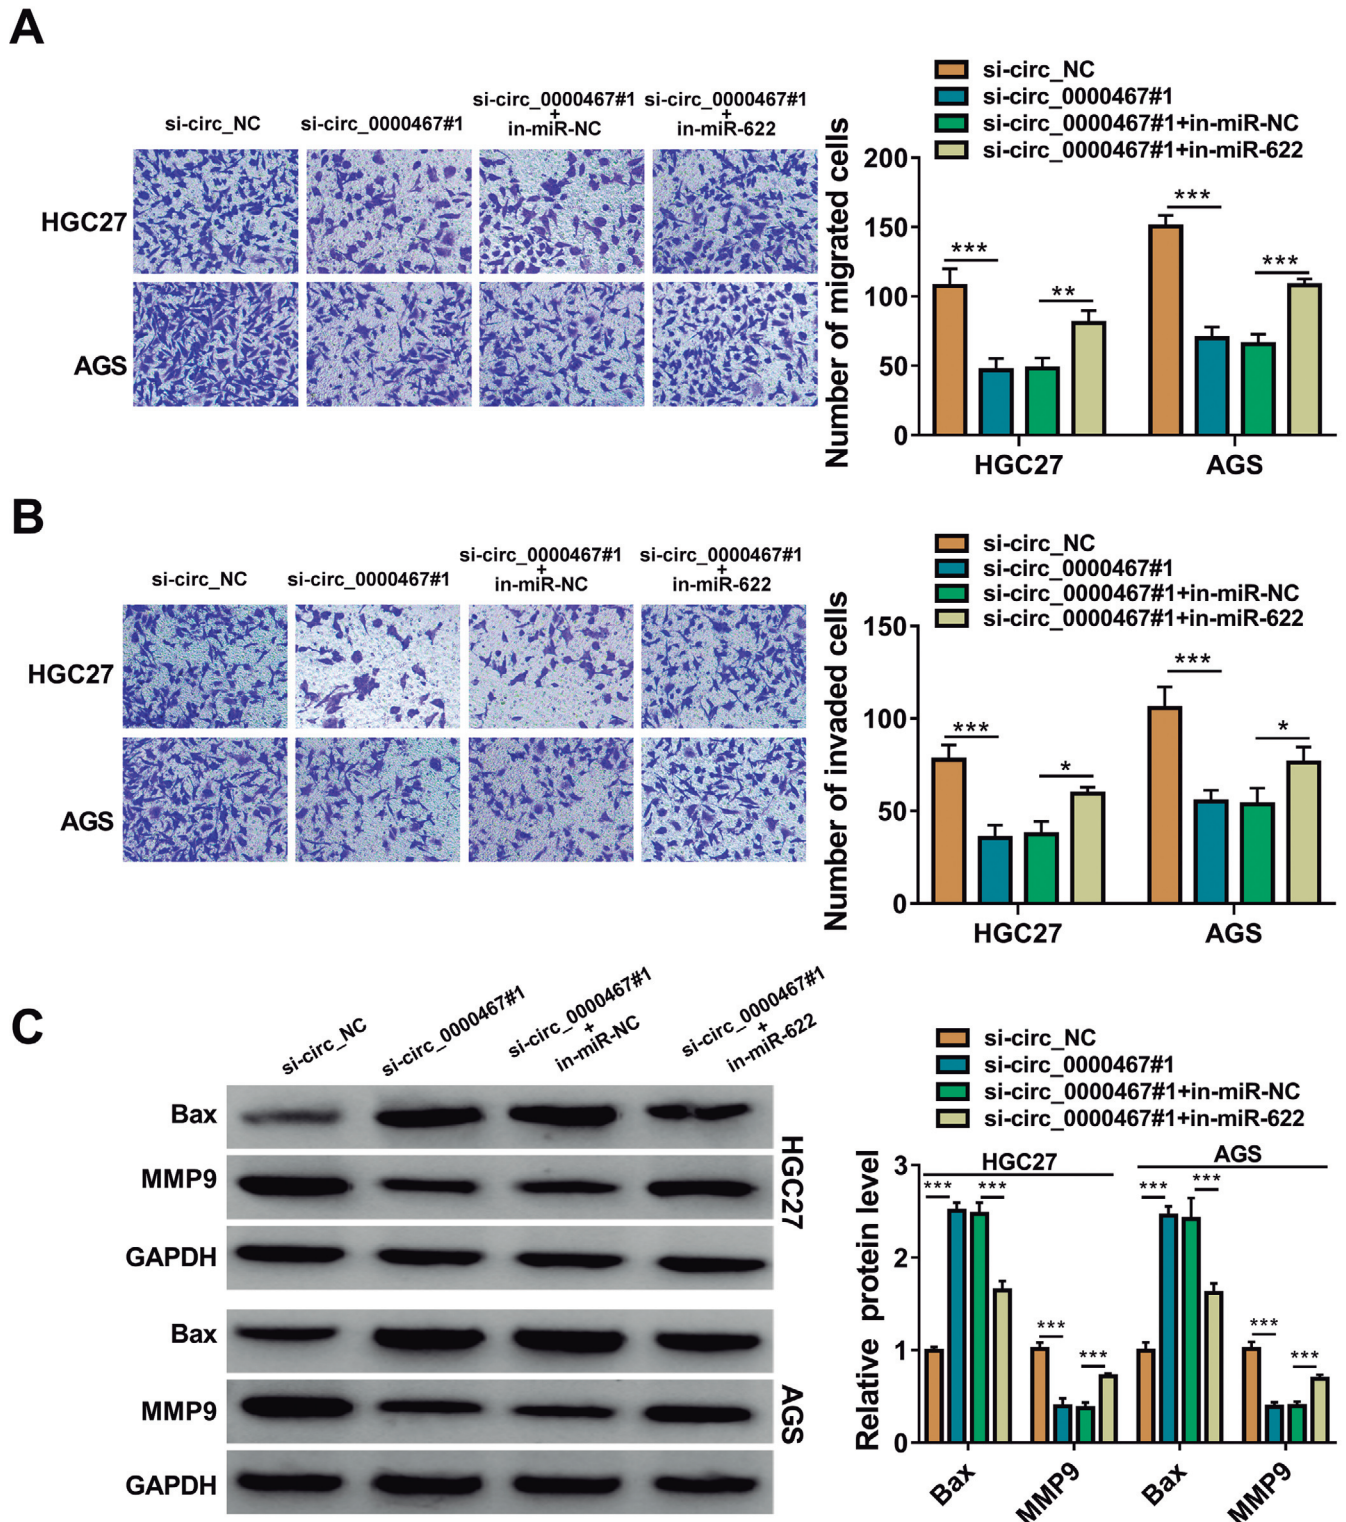 A
si-circ_NC
si-circ_0000467#1
si-circ_0000467#1
+
in-miR-NC
si-circ_0000467#1
+
in-miR-622
HGC27
AGS
si-circ_NC
si-circ_0000467#1
si-circ_0000467#1+in-miR-NC
si-circ_0000467#1+in-miR-622
Number of migrated cells
200
150
100
50
0
***
**
***
***
HGC27
AGS
B
si-circ_NC
si-circ_0000467#1
si-circ_0000467#1
+
in-miR-NC
si-circ_0000467#1
+
in-miR-622
HGC27
AGS
si-circ_NC
si-circ_0000467#1
si-circ_0000467#1+in-miR-NC
si-circ_0000467#1+in-miR-622
Number of invaded cells
150
100
50
0
***
*
***
*
HGC27
AGS
C
si-circ_NC
si-circ_0000467#1
si-circ_0000467#1
+
in-miR-NC
si-circ_0000467#1
+
in-miR-622
Bax
MMP9
GAPDH
HGC27
Bax
MMP9
GAPDH
AGS
si-circ_NC
si-circ_0000467#1
si-circ_0000467#1+in-miR-NC
si-circ_0000467#1+in-miR-622
Relative protein level
3
2
1
0
HGC27
AGS
***
***
***
***
***
***
***
***
Bax
MMP9
Bax
MMP9